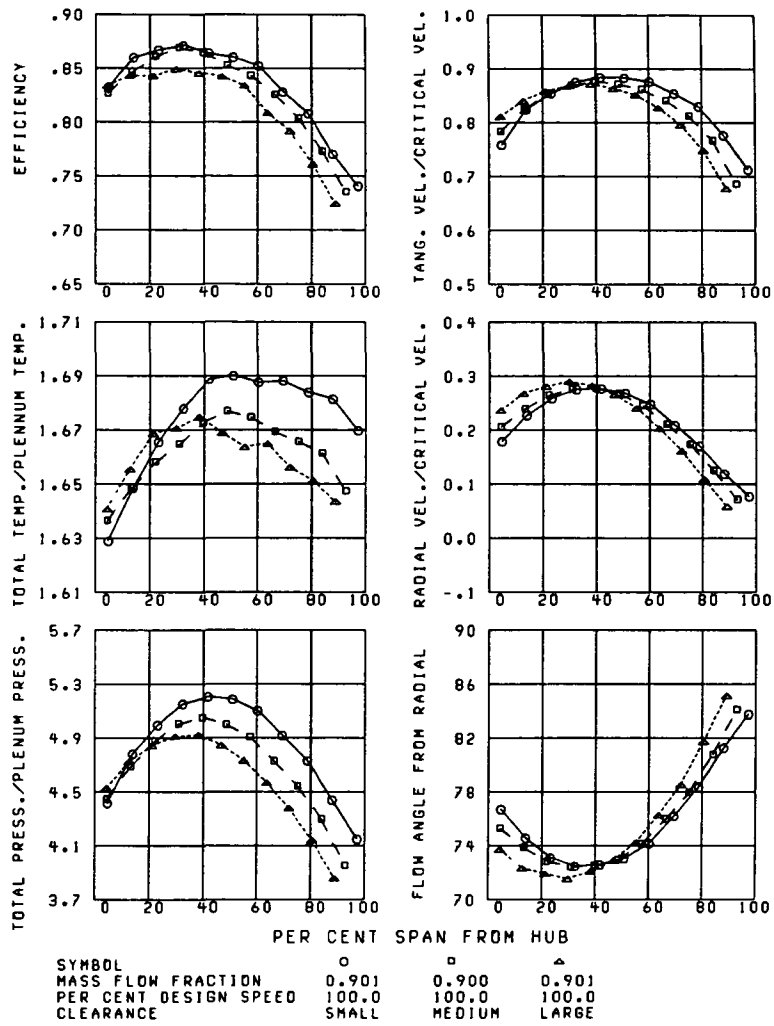 EFFICIENCY
.90
.85
.80
.75
.70
.65
0 20 40 60 80 100
TANG. VEL./CRITICAL VEL.
1.0
0.9
0.8
0.7
0.6
0.5
0 20 40 60 80 100
TOTAL TEMP./PLENNUM TEMP.
1.71
1.69
1.67
1.65
1.63
1.61
0 20 40 60 80 100
RADIAL VEL./CRITICAL VEL.
0.4
0.3
0.2
0.1
0.0
-.1
0 20 40 60 80 100
TOTAL PRESS./PLENUM PRESS.
5.7
5.3
4.9
4.5
4.1
3.7
0 20 40 60 80 100
FLOW ANGLE FROM RADIAL
90
86
82
78
74
70
0 20 40 60 80 100
PER CENT SPAN FROM HUB
SYMBOL
MASS FLOW FRACTION 0.901 0.900 0.901
PER CENT DESIGN SPEED 100.0 100.0 100.0
CLEARANCE SMALL MEDIUM LARGE